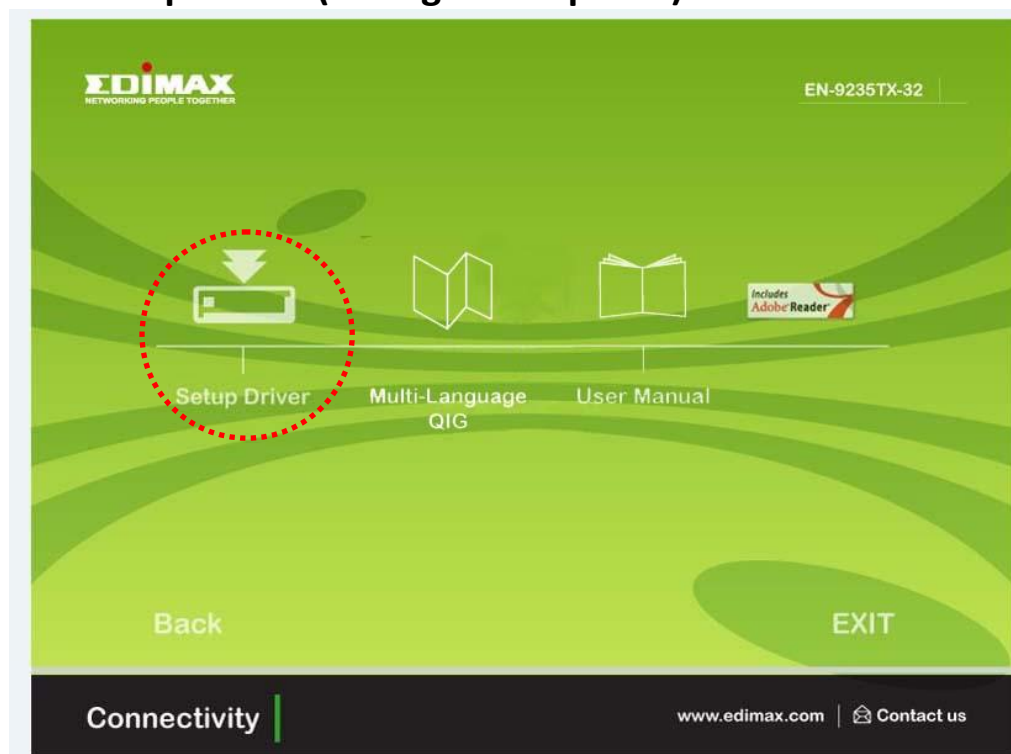 EDIMAX
NETWORKING PEOPLE TOGETHER
EN-9235TX-32
Includes
Adobe Reader
Setup Driver
Multi-Language
QIG
User Manual
Back
EXIT
Connectivity
www.edimax.com
Contact us